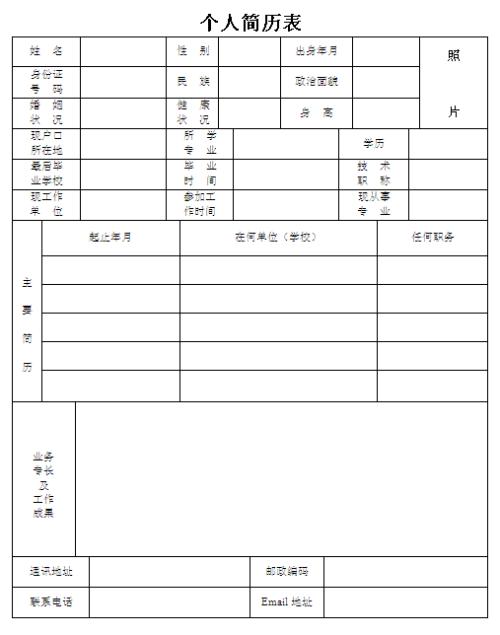 个人简历表
姓 名
性 别
出身年月
照
片
身份证
号 码
民 族
政治面貌
婚 姻
状 况
健 康
状 况
身 高
现户口
所在地
所 学
专 业
学历
最后毕
业学校
毕 业
时 间
技 术
职 称
现工作
单 位
参加工
作时间
现从事
专 业
主
要
简
历
起止年月
在何单位（学校）
任何职务
业务
专长
及
工作
成果
通讯地址
邮政编码
联系电话
Email 地址